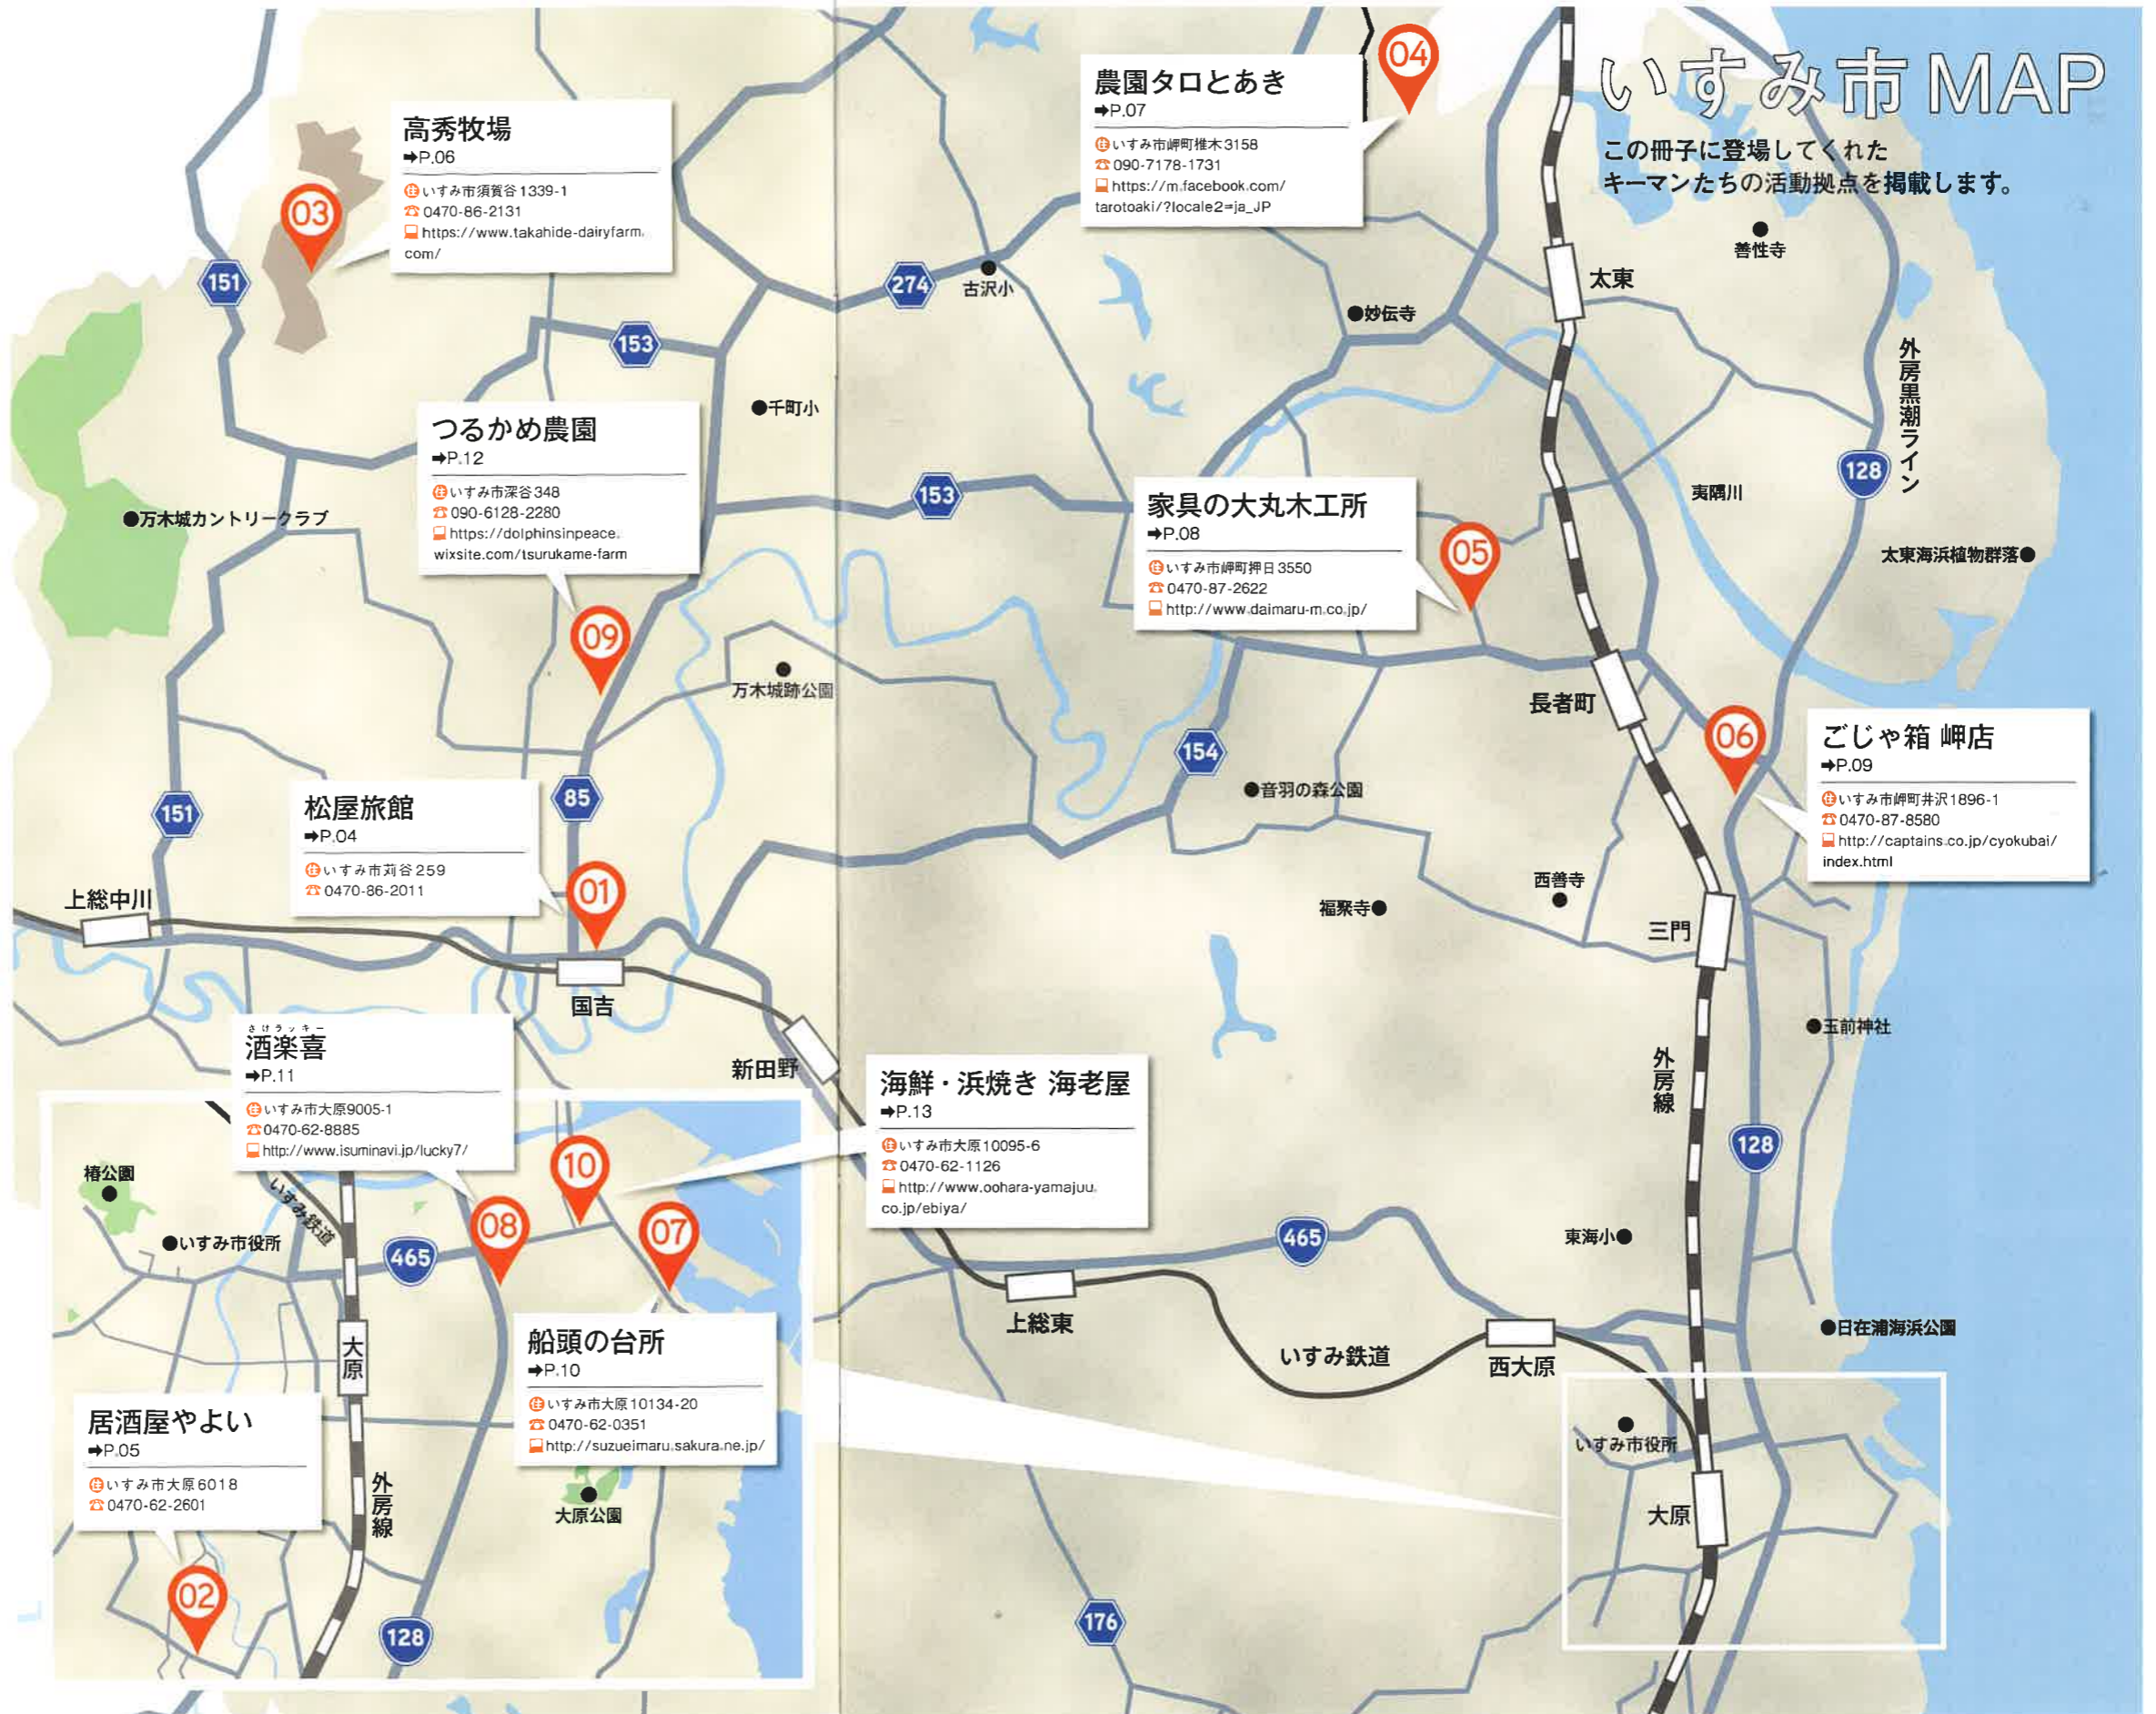 いすみ市 MAP
この冊子に登場してくれた
キーマンたちの活動拠点を掲載します。
04
農園タロとあき
➡P.07
住いすみ市岬町椎木3158
☎090-7178-1731
https://m.facebook.com/
tarotoaki/?locale2=ja_JP
高秀牧場
➡P.06
住いすみ市須賀谷1339-1
☎0470-86-2131
https://www.takahide-dairyfarm.
com/
03
151
153
274
古沢小
千町小
妙伝寺
太東
善性寺
外房黒潮ライン
128
夷隅川
太東海浜植物群落
つるかめ農園
➡P.12
住いすみ市深谷348
☎090-6128-2280
https://dolphinsinpeace.
wixsite.com/tsurukame-farm
09
万木城カントリークラブ
153
家具の大丸木工所
➡P.08
住いすみ市岬町押日3550
☎0470-87-2622
http://www.daimaru-m.co.jp/
05
万木城跡公園
長者町
154
音羽の森公園
06
ごじゃ箱 岬店
➡P.09
住いすみ市岬町井沢1896-1
☎0470-87-8580
http://captains.co.jp/cyokubai/
index.html
151
85
松屋旅館
➡P.04
住いすみ市苅谷259
☎0470-86-2011
01
上総中川
国吉
新田野
福聚寺
西善寺
三門
玉前神社
外房線
128
酒楽喜
さけラッキー
➡P.11
住いすみ市大原9005-1
☎0470-62-8885
http://www.isuminavi.jp/lucky7/
海鮮・浜焼き 海老屋
➡P.13
住いすみ市大原10095-6
☎0470-62-1126
http://www.oohara-yamajuu.
co.jp/ebiya/
椿公園
いすみ市役所
いすみ鉄道
465
10
08
07
大原
船頭の台所
➡P.10
住いすみ市大原10134-20
☎0470-62-0351
http://suzueimaru.sakura.ne.jp/
居酒屋やよい
➡P.05
住いすみ市大原6018
☎0470-62-2601
02
外房線
128
大原公園
465
東海小
上総東
いすみ鉄道
西大原
日在浦海浜公園
いすみ市役所
大原
176